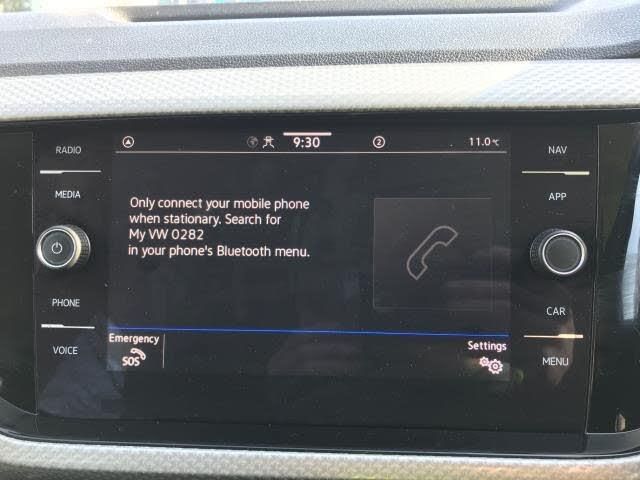 RADIO
MEDIA
PHONE
VOICE
9:30
2
11.0°C
Only connect your mobile phone
when stationary. Search for
My VW 0282
in your phone's Bluetooth menu.
Emergency
SOS
Settings
NAV
APP
CAR
MENU